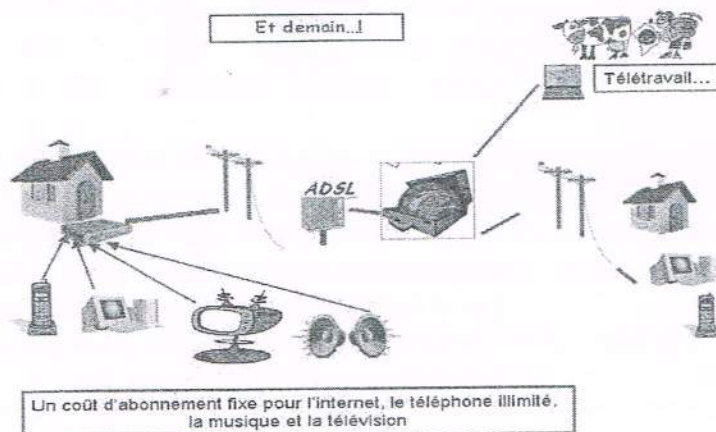 Et demain...!
Télétravail...
ADSL
Un coût d'abonnement fixe pour l'internet, le téléphone illimité,
la musique et la télévision